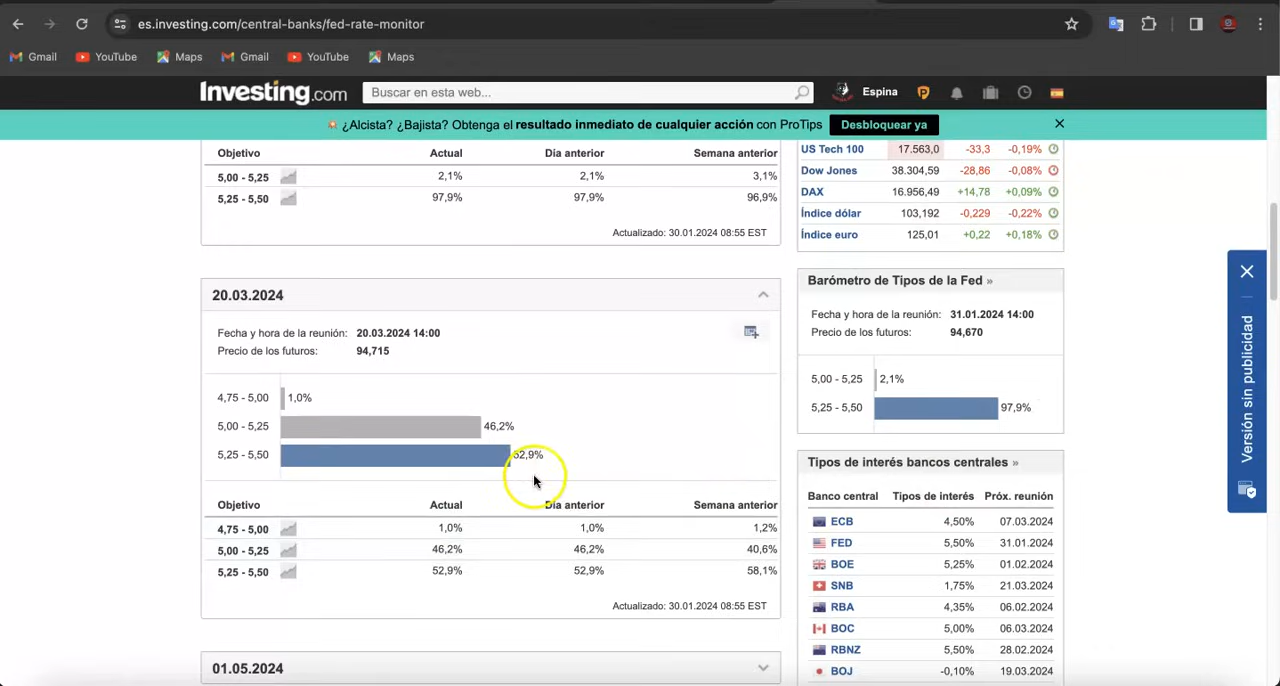 es.investing.com/central-banks/fed-rate-monitor
Gmail YouTube Maps Gmail YouTube Maps
Investing.com Buscar en esta web... Espina
¿Alcista? ¿Bajista? Obtenga el resultado inmediato de cualquier acción con ProTips Desbloquear ya
Objetivo Actual Día anterior Semana anterior
5,00 - 5,25 2,1% 2,1% 3,1%
5,25 - 5,50 97,9% 97,9% 96,9%
Actualizado: 30.01.2024 08:55 EST
20.03.2024
Fecha y hora de la reunión: 20.03.2024 14:00
Precio de los futuros: 94,715
4,75 - 5,00 1,0%
5,00 - 5,25 46,2%
5,25 - 5,50 52,9%
Objetivo Actual Día anterior Semana anterior
4,75 - 5,00 1,0% 1,0% 1,2%
5,00 - 5,25 46,2% 46,2% 40,6%
5,25 - 5,50 52,9% 52,9% 58,1%
Actualizado: 30.01.2024 08:55 EST
01.05.2024
US Tech 100 17.563,0 -33,3 -0,19%
Dow Jones 38.304,59 -28,86 -0,08%
DAX 16.956,49 +14,78 +0,09%
Índice dólar 103,192 -0,229 -0,22%
Índice euro 125,01 +0,22 +0,18%
Barómetro de Tipos de la Fed »
Fecha y hora de la reunión: 31.01.2024 14:00
Precio de los futuros: 94,670
5,00 - 5,25 2,1%
5,25 - 5,50 97,9%
Tipos de interés bancos centrales »
Banco central Tipos de interés Próx. reunión
ECB 4,50% 07.03.2024
FED 5,50% 31.01.2024
BOE 5,25% 01.02.2024
SNB 1,75% 21.03.2024
RBA 4,35% 06.02.2024
BOC 5,00% 06.03.2024
RBNZ 5,50% 28.02.2024
BOJ -0,10% 19.03.2024
Versión sin publicidad